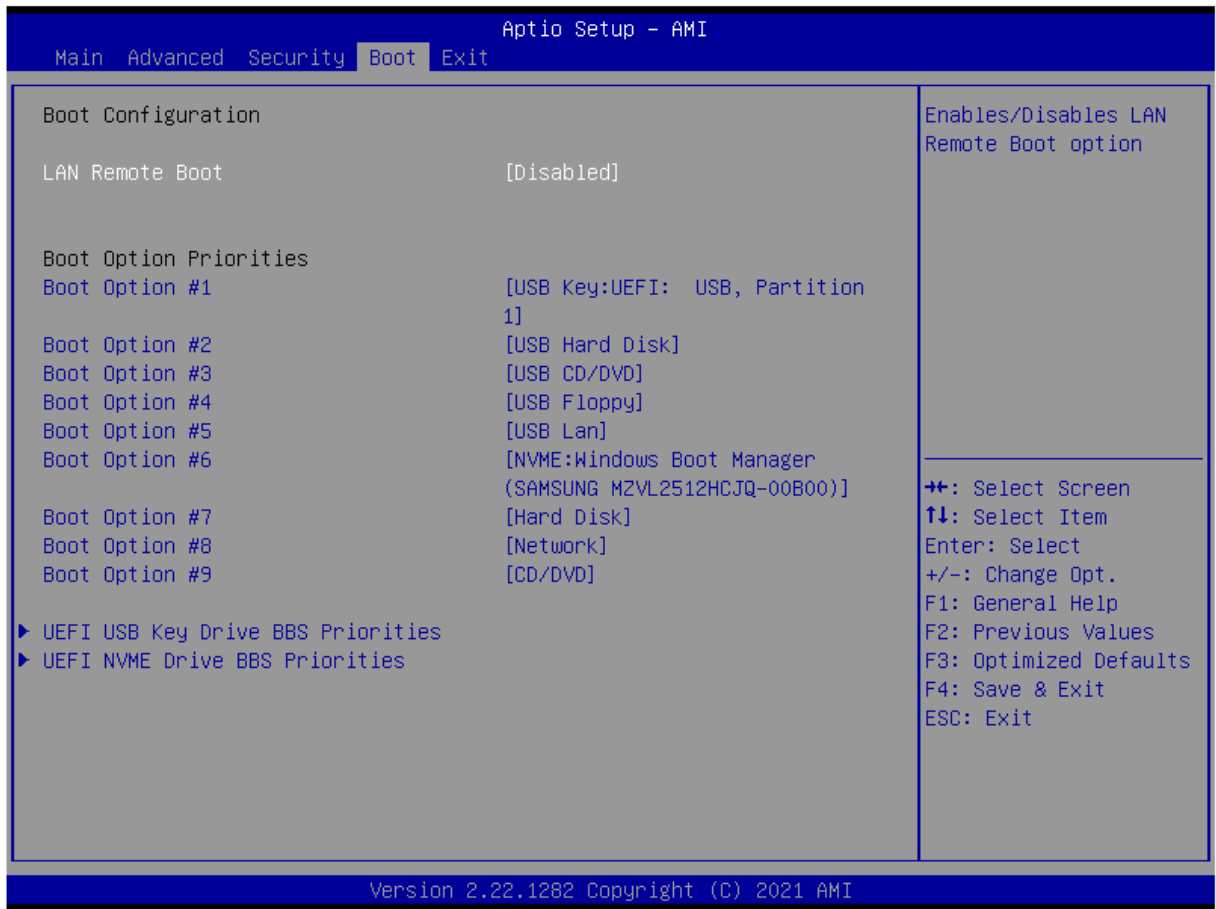 Aptio Setup - AMI
Main Advanced Security Boot Exit
Boot Configuration
LAN Remote Boot [Disabled]
Boot Option Priorities
Boot Option #1 [USB Key:UEFI:  USB, Partition
1]
Boot Option #2 [USB Hard Disk]
Boot Option #3 [USB CD/DVD]
Boot Option #4 [USB Floppy]
Boot Option #5 [USB Lan]
Boot Option #6 [NVME:Windows Boot Manager
(SAMSUNG MZVL2512HCJQ-00B00)]
Boot Option #7 [Hard Disk]
Boot Option #8 [Network]
Boot Option #9 [CD/DVD]
UEFI USB Key Drive BBS Priorities
UEFI NVME Drive BBS Priorities
Enables/Disables LAN
Remote Boot option
→←: Select Screen
↑↓: Select Item
Enter: Select
+/-: Change Opt.
F1: General Help
F2: Previous Values
F3: Optimized Defaults
F4: Save & Exit
ESC: Exit
Version 2.22.1282 Copyright (C) 2021 AMI